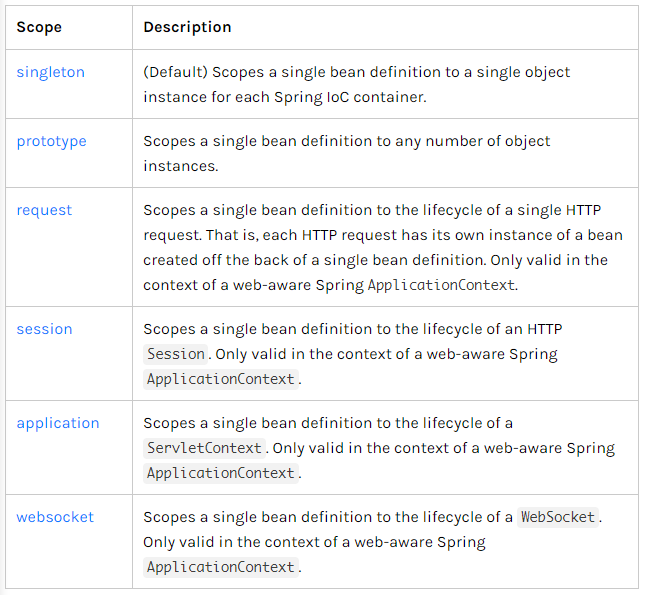 Scope Description
singleton (Default) Scopes a single bean definition to a single object
instance for each Spring IoC container.
prototype Scopes a single bean definition to any number of object
instances.
request Scopes a single bean definition to the lifecycle of a single HTTP
request. That is, each HTTP request has its own instance of a bean
created off the back of a single bean definition. Only valid in the
context of a web-aware Spring ApplicationContext.
session Scopes a single bean definition to the lifecycle of an HTTP
Session. Only valid in the context of a web-aware Spring
ApplicationContext.
application Scopes a single bean definition to the lifecycle of a
ServletContext. Only valid in the context of a web-aware Spring
ApplicationContext.
websocket Scopes a single bean definition to the lifecycle of a WebSocket.
Only valid in the context of a web-aware Spring
ApplicationContext.